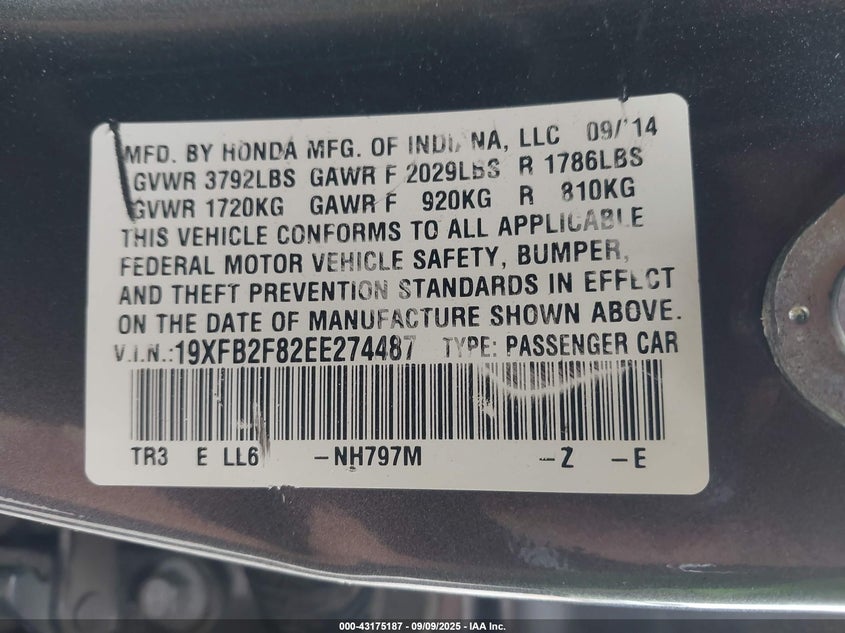 MFD. BY HONDA MFG. OF INDIANA, LLC 09/'14
GVWR 3792LBS GAWR F 2029LBS R 1786LBS
GVWR 1720KG GAWR F 920KG R 810KG
THIS VEHICLE CONFORMS TO ALL APPLICABLE
FEDERAL MOTOR VEHICLE SAFETY, BUMPER,
AND THEFT PREVENTION STANDARDS IN EFFECT
ON THE DATE OF MANUFACTURE SHOWN ABOVE.
V.I.N.:19XFB2F82EE274487 TYPE: PASSENGER CAR
TR3 E LL6 -NH797M -Z -E
000-43175187 - 09/09/2025 - IAA Inc.